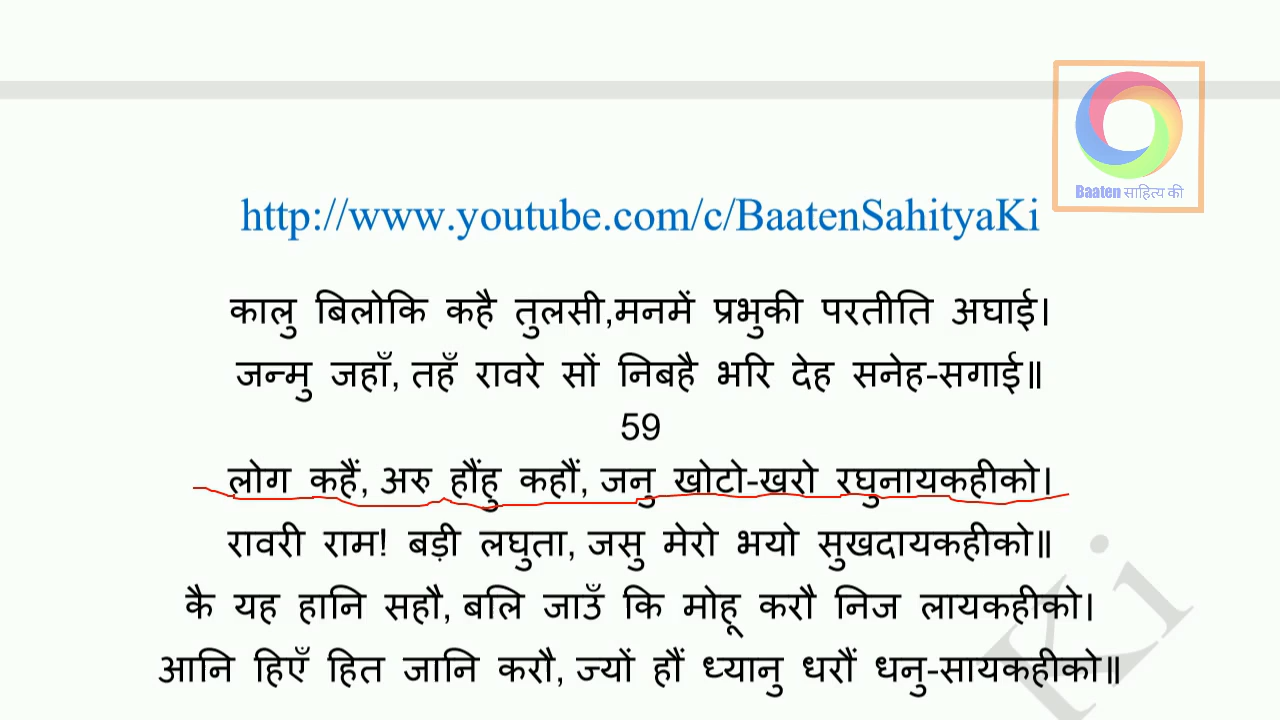 Baaten साहित्य की
http://www.youtube.com/c/BaatenSahityaKi
कालु बिलोकि कहै तुलसी,मनमें प्रभुकी परतीति अघाई।
जन्मु जहाँ, तहँ रावरे सों निबहै भरि देह सनेह-सगाई॥
59
लोग कहैं, अरु हौंहु कहौं, जनु खोटो-खरो रघुनायकहीको।
रावरी राम! बड़ी लघुता, जसु मेरो भयो सुखदायकहीको॥
कै यह हानि सहौ, बलि जाउँ कि मोहू करौ निज लायकहीको।
आनि हिएँ हित जानि करौ, ज्यों हौं ध्यानु धरौं धनु-सायकहीको॥
Ki